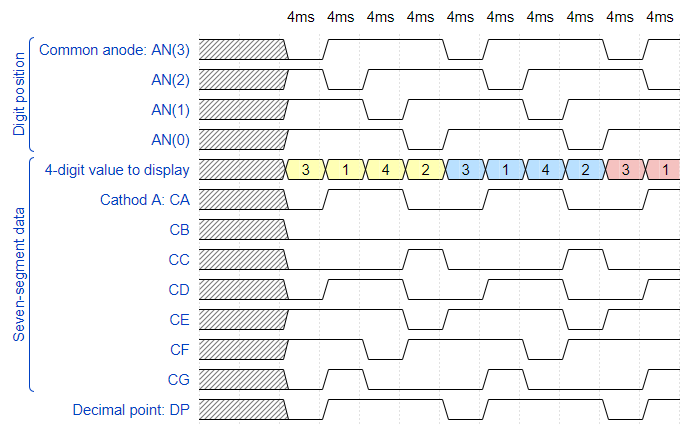 4ms 4ms 4ms 4ms 4ms 4ms 4ms 4ms 4ms 4ms
Digit position
Common anode: AN(3)
AN(2)
AN(1)
AN(0)
Seven-segment data
4-digit value to display 3 1 4 2 3 1 4 2 3 1
Cathod A: CA
CB
CC
CD
CE
CF
CG
Decimal point: DP